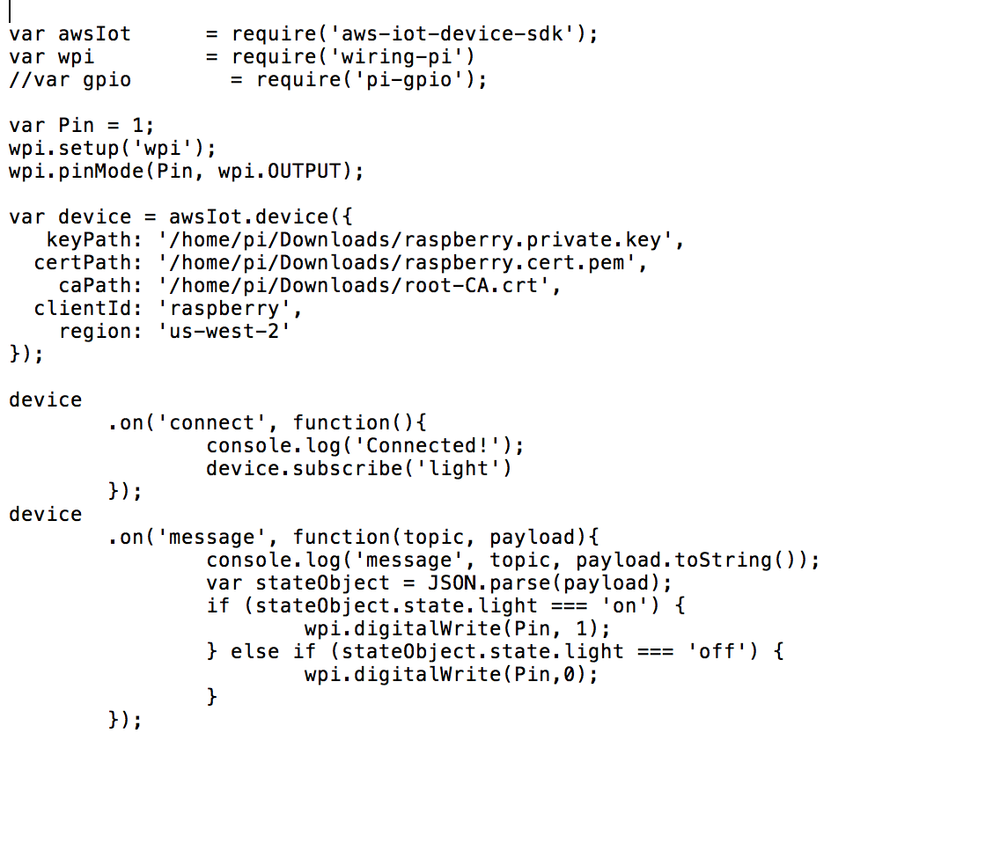 var awsIot      = require('aws-iot-device-sdk');
var wpi         = require('wiring-pi')
//var gpio        = require('pi-gpio');

var Pin = 1;
wpi.setup('wpi');
wpi.pinMode(Pin, wpi.OUTPUT);

var device = awsIot.device({
   keyPath: '/home/pi/Downloads/raspberry.private.key',
  certPath: '/home/pi/Downloads/raspberry.cert.pem',
    caPath: '/home/pi/Downloads/root-CA.crt',
  clientId: 'raspberry',
    region: 'us-west-2'
});

device
        .on('connect', function(){
                console.log('Connected!');
                device.subscribe('light')
        });
device
        .on('message', function(topic, payload){
                console.log('message', topic, payload.toString());
                var stateObject = JSON.parse(payload);
                if (stateObject.state.light === 'on') {
                        wpi.digitalWrite(Pin, 1);
                } else if (stateObject.state.light === 'off') {
                        wpi.digitalWrite(Pin,0);
                }
        });